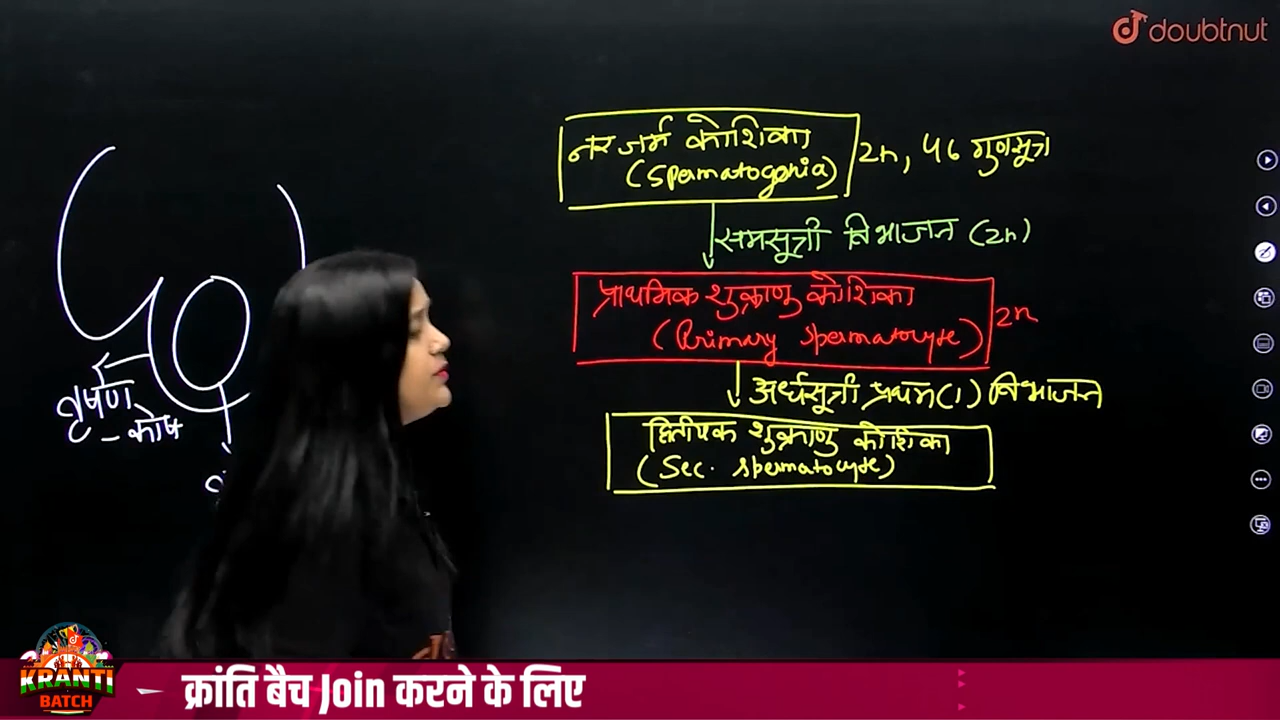 doubtnut
नर जर्म कोशिका
(Spermatogonia)
2n, 46 गुणसूत्र
समसूत्री विभाजन (2n)
प्राथमिक शुक्राणु कोशिका
(Primary spermatocyte)
2n
अर्धसूत्री प्रथम (1) विभाजन
द्वितीयक शुक्राणु कोशिका
(Sec. spermatocyte)
वृषण
- कोष
KRANTI
BATCH
क्रांति बैच Join करने के लिए